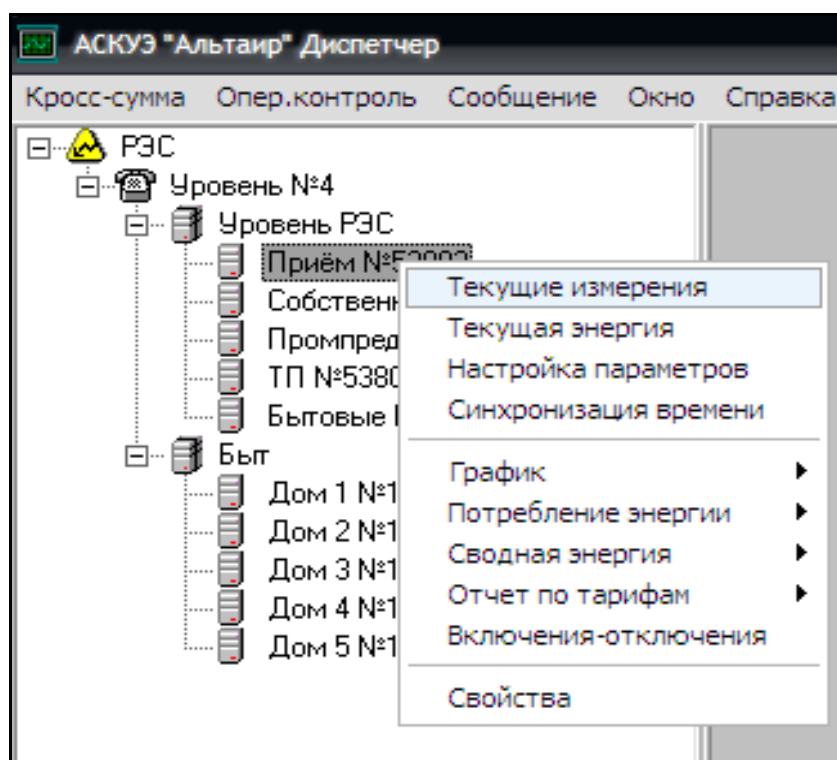 АСКУЭ "Альтаир" Диспетчер
Кросс-сумма Опер.контроль Сообщение Окно Справка
РЭС
Уровень №4
Уровень РЭС
Приём
Собственн
Промпред
ТП №5380
Бытовые
Быт
Дом 1 №1
Дом 2 №1
Дом 3 №1
Дом 4 №1
Дом 5 №1
Текущие измерения
Текущая энергия
Настройка параметров
Синхронизация времени
График
Потребление энергии
Сводная энергия
Отчет по тарифам
Включения-отключения
Свойства